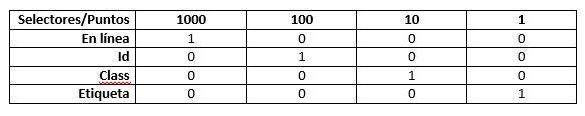 Selectores/Puntos 1000 100 10 1
En línea 1 0 0 0
Id 0 1 0 0
Class 0 0 1 0
Etiqueta 0 0 0 1